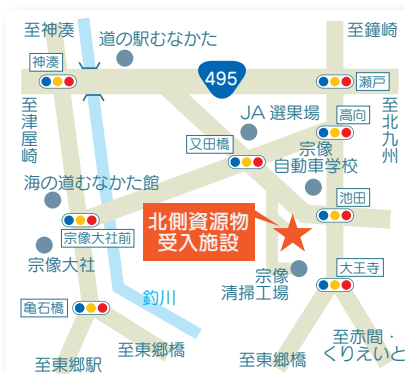 至神湊
道の駅むなかた
至鐘崎
神湊
495
瀬戸
至津屋崎
JA 選果場
高向
至北九州
又田橋
宗像
自動車学校
海の道むなかた館
池田
北側資源物
受入施設
宗像大社前
宗像大社
宗像
清掃工場
大王寺
釣川
亀石橋
至東郷橋
至赤間・
くりえいと
至東郷駅
至東郷橋